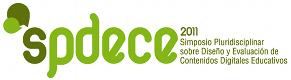 spdece
2011
Simposio Pluridisciplinar
sobre Diseño y Evaluación de
Contenidos Digitales Educativos